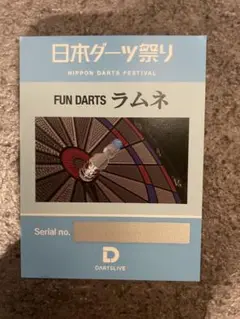 日本ダーツ祭り
NIPPON DARTS FESTIVAL
FUN DARTS ラムネ
Serial no.
D
DARTSLIVE